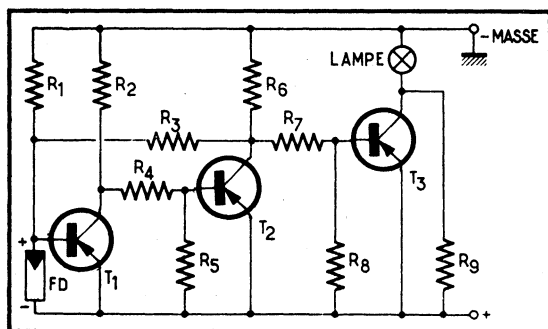 - MASSE
LAMPE
R1
R2
R6
R3
R7
R4
T3
+
T2
R5
R8
R9
FD
T1
-
+